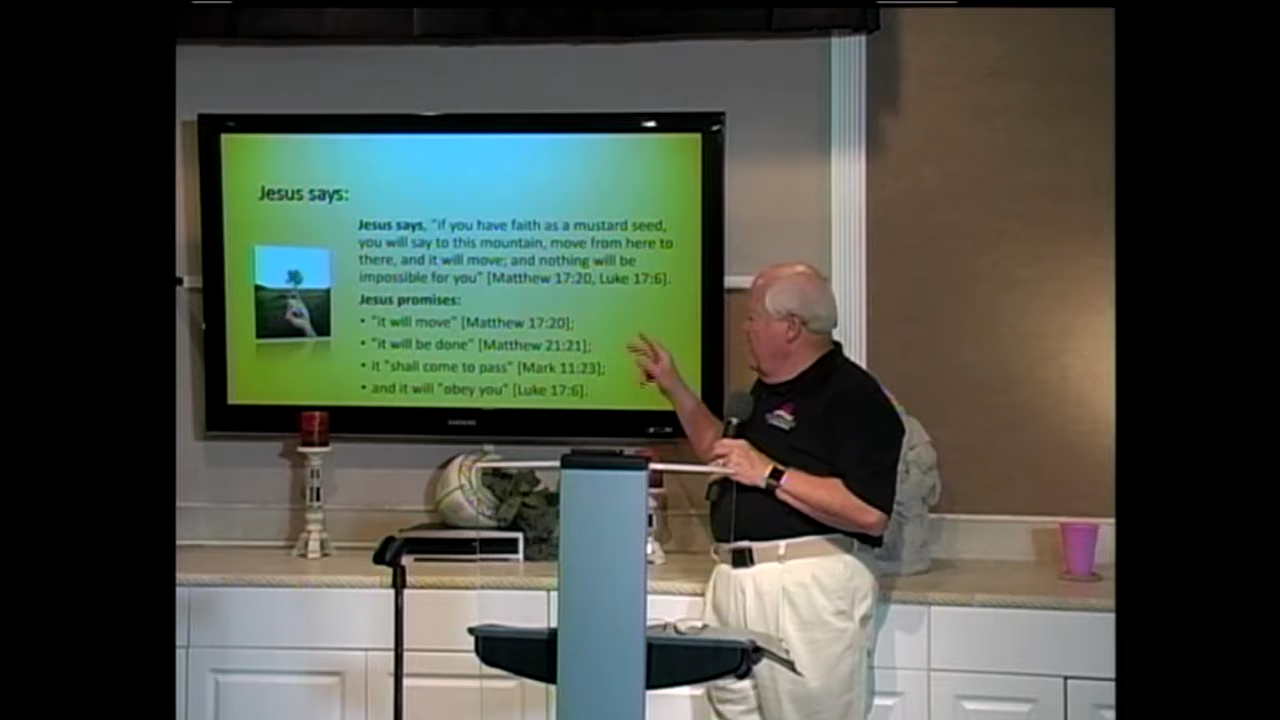 Jesus says:
Jesus says, "if you have faith as a mustard seed,
you will say to this mountain, move from here to
there, and it will move; and nothing will be
impossible for you" [Matthew 17:20, Luke 17:6].
Jesus promises:
• "it will move" [Matthew 17:20];
• "it will be done" [Matthew 21:21];
• it "shall come to pass" [Mark 11:23];
• and it will "obey you" [Luke 17:6].
SAMSUNG